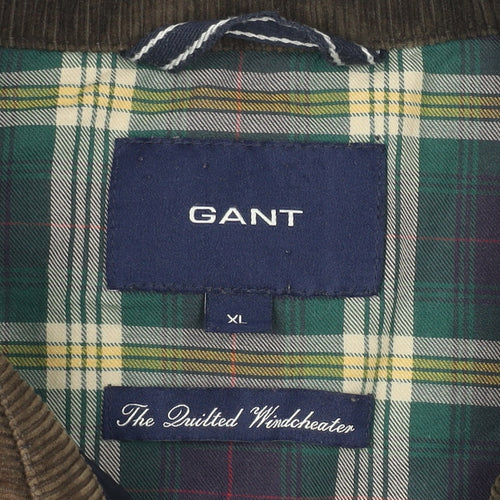 GANT
XL
The Quilted Windcheater